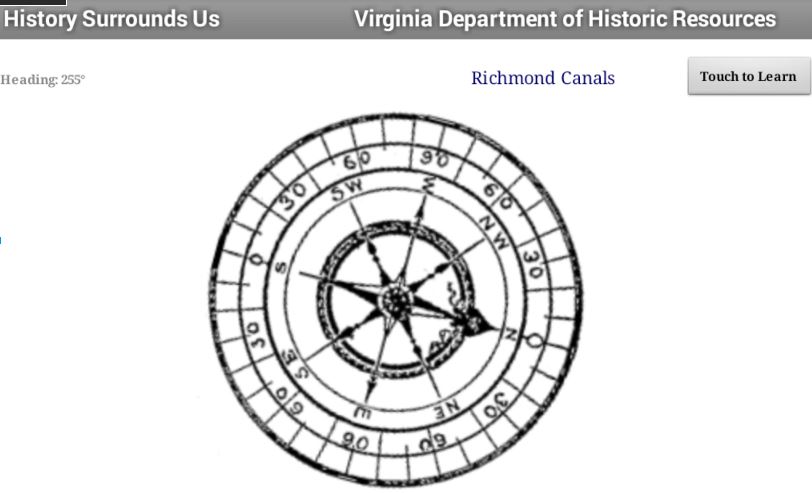 History Surrounds Us
Virginia Department of Historic Resources
Heading: 255°
Richmond Canals
Touch to Learn
60
90
30
SW
W
60
NW
0
S
30
N
0
30
SE
60
E
NE
30
90
60